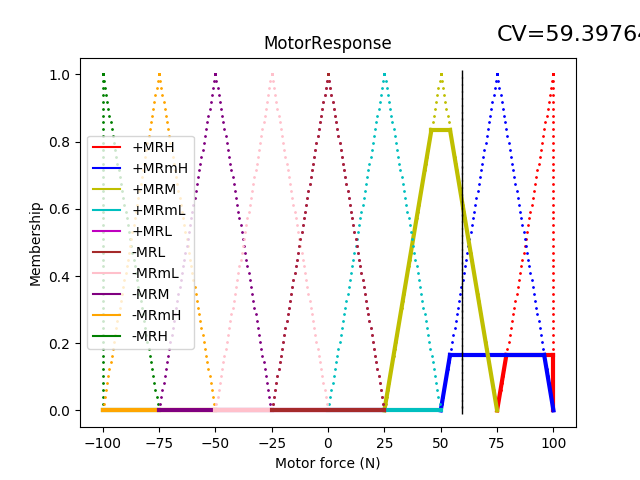 CV=59.3976
MotorResponse
1.0
0.8
0.6
0.4
0.2
0.0
Membership
+MRH
+MRmH
+MRM
+MRmL
+MRL
-MRL
-MRmL
-MRM
-MRmH
-MRH
−100 −75 −50 −25 0 25 50 75 100
Motor force (N)